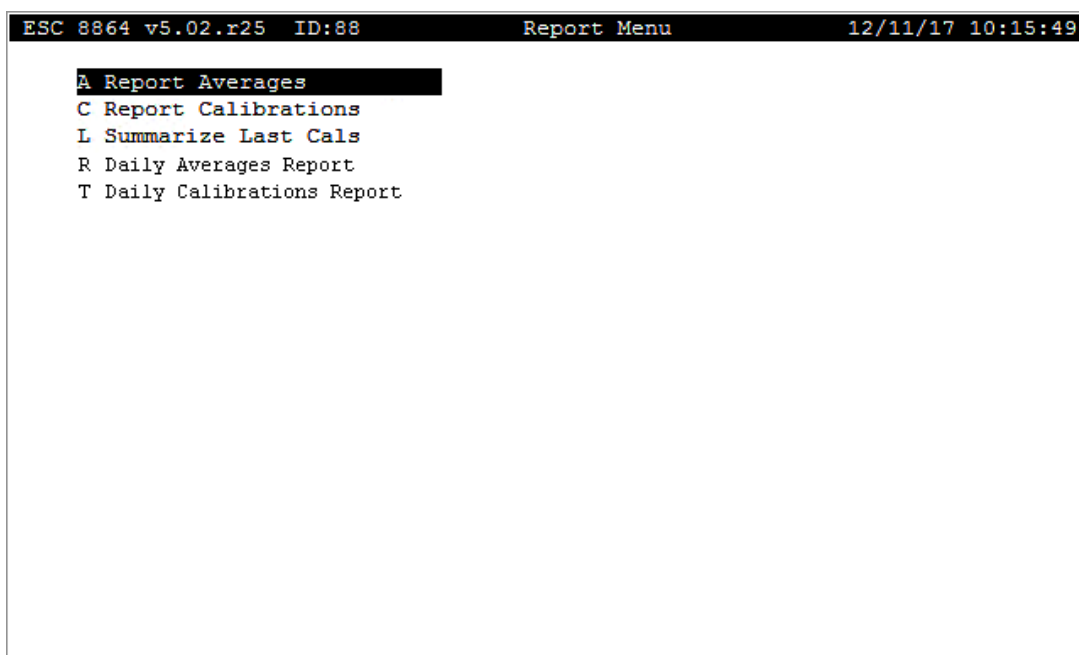 ESC 8864 v5.02.r25 ID:88 Report Menu 12/11/17 10:15:49
A Report Averages
C Report Calibrations
L Summarize Last Cals
R Daily Averages Report
T Daily Calibrations Report